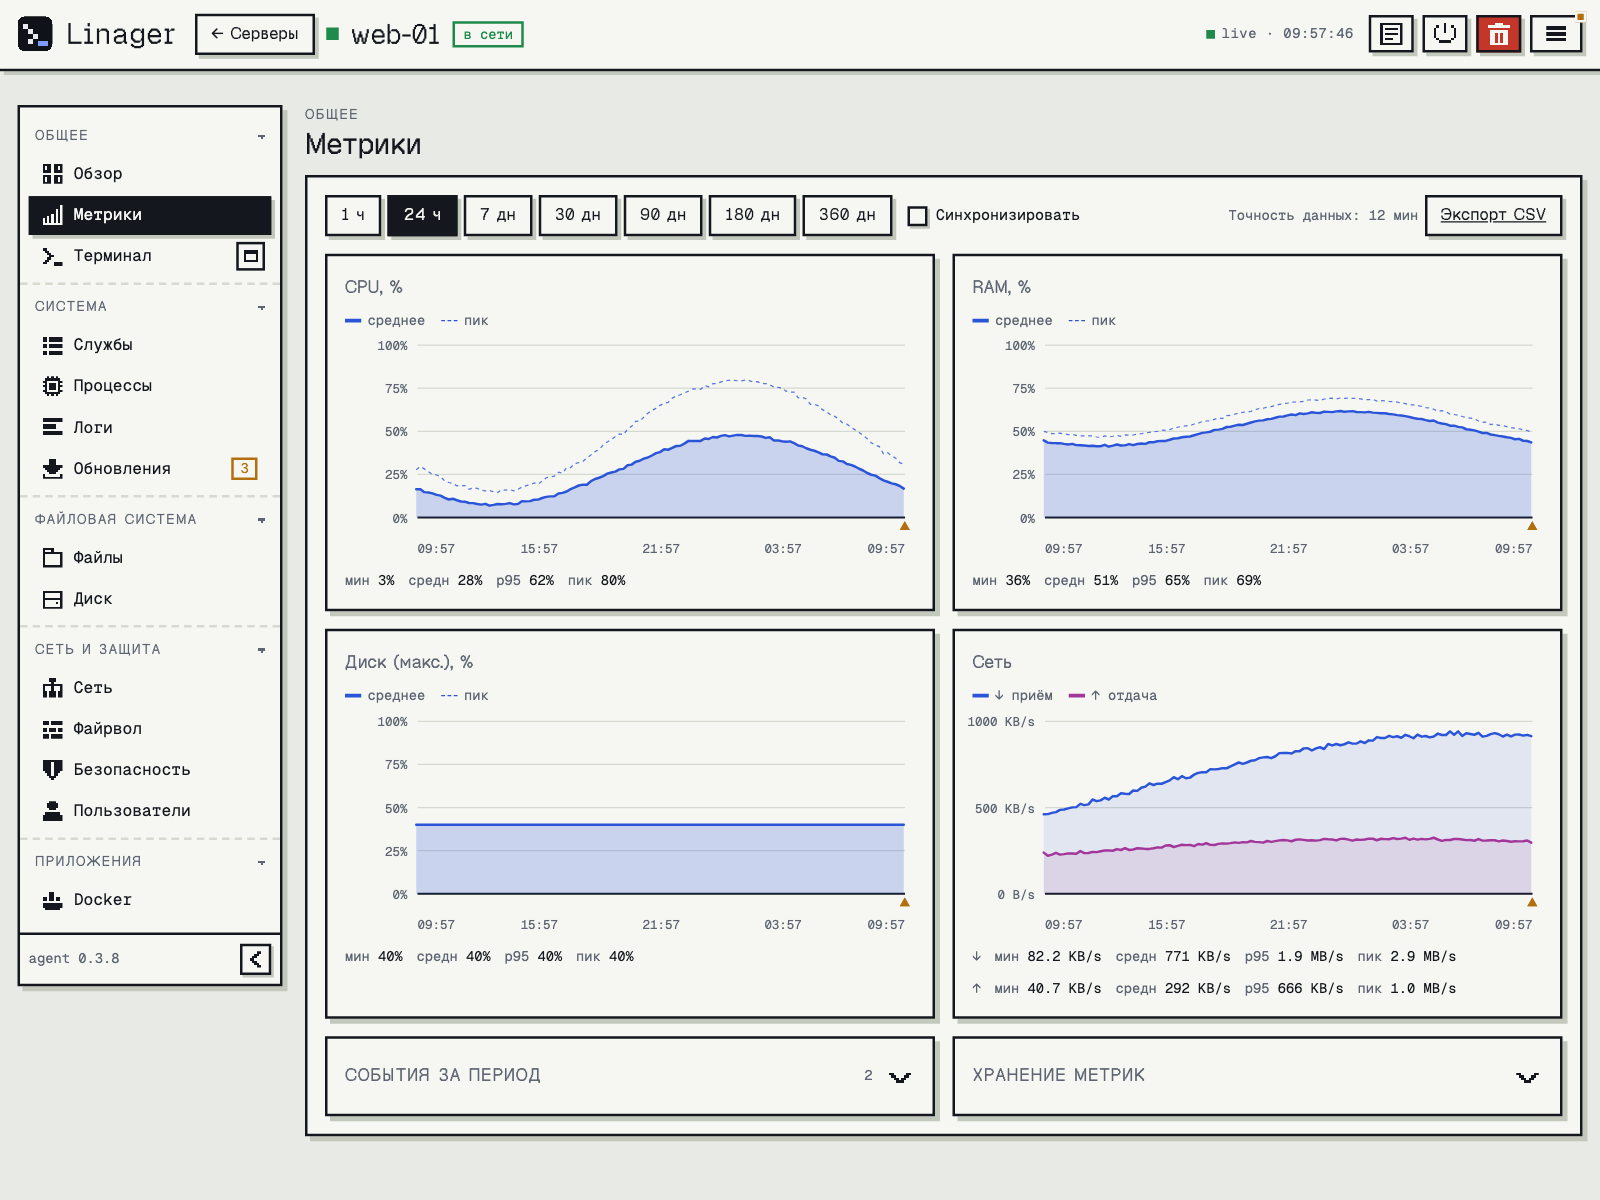 Linager
← Серверы
web-01
в сети
live · 09:57:46
ОБЩЕЕ
Обзор
Метрики
Терминал
СИСТЕМА
Службы
Процессы
Логи
Обновления 3
ФАЙЛОВАЯ СИСТЕМА
Файлы
Диск
СЕТЬ И ЗАЩИТА
Сеть
Файрвол
Безопасность
Пользователи
ПРИЛОЖЕНИЯ
Docker
agent 0.3.8
ОБЩЕЕ
Метрики
1 ч 24 ч 7 дн 30 дн 90 дн 180 дн 360 дн Синхронизировать Точность данных: 12 мин Экспорт CSV
CPU, %
среднее пик
100%
75%
50%
25%
0%
09:57 15:57 21:57 03:57 09:57
мин 3% средн 28% p95 62% пик 80%
RAM, %
среднее пик
100%
75%
50%
25%
0%
09:57 15:57 21:57 03:57 09:57
мин 36% средн 51% p95 65% пик 69%
Диск (макс.), %
среднее пик
100%
75%
50%
25%
0%
09:57 15:57 21:57 03:57 09:57
мин 40% средн 40% p95 40% пик 40%
Сеть
↓ приём ↑ отдача
1000 KB/s
500 KB/s
0 B/s
09:57 15:57 21:57 03:57 09:57
↓ мин 82.2 KB/s средн 771 KB/s p95 1.9 MB/s пик 2.9 MB/s
↑ мин 40.7 KB/s средн 292 KB/s p95 666 KB/s пик 1.0 MB/s
СОБЫТИЯ ЗА ПЕРИОД 2
ХРАНЕНИЕ МЕТРИК